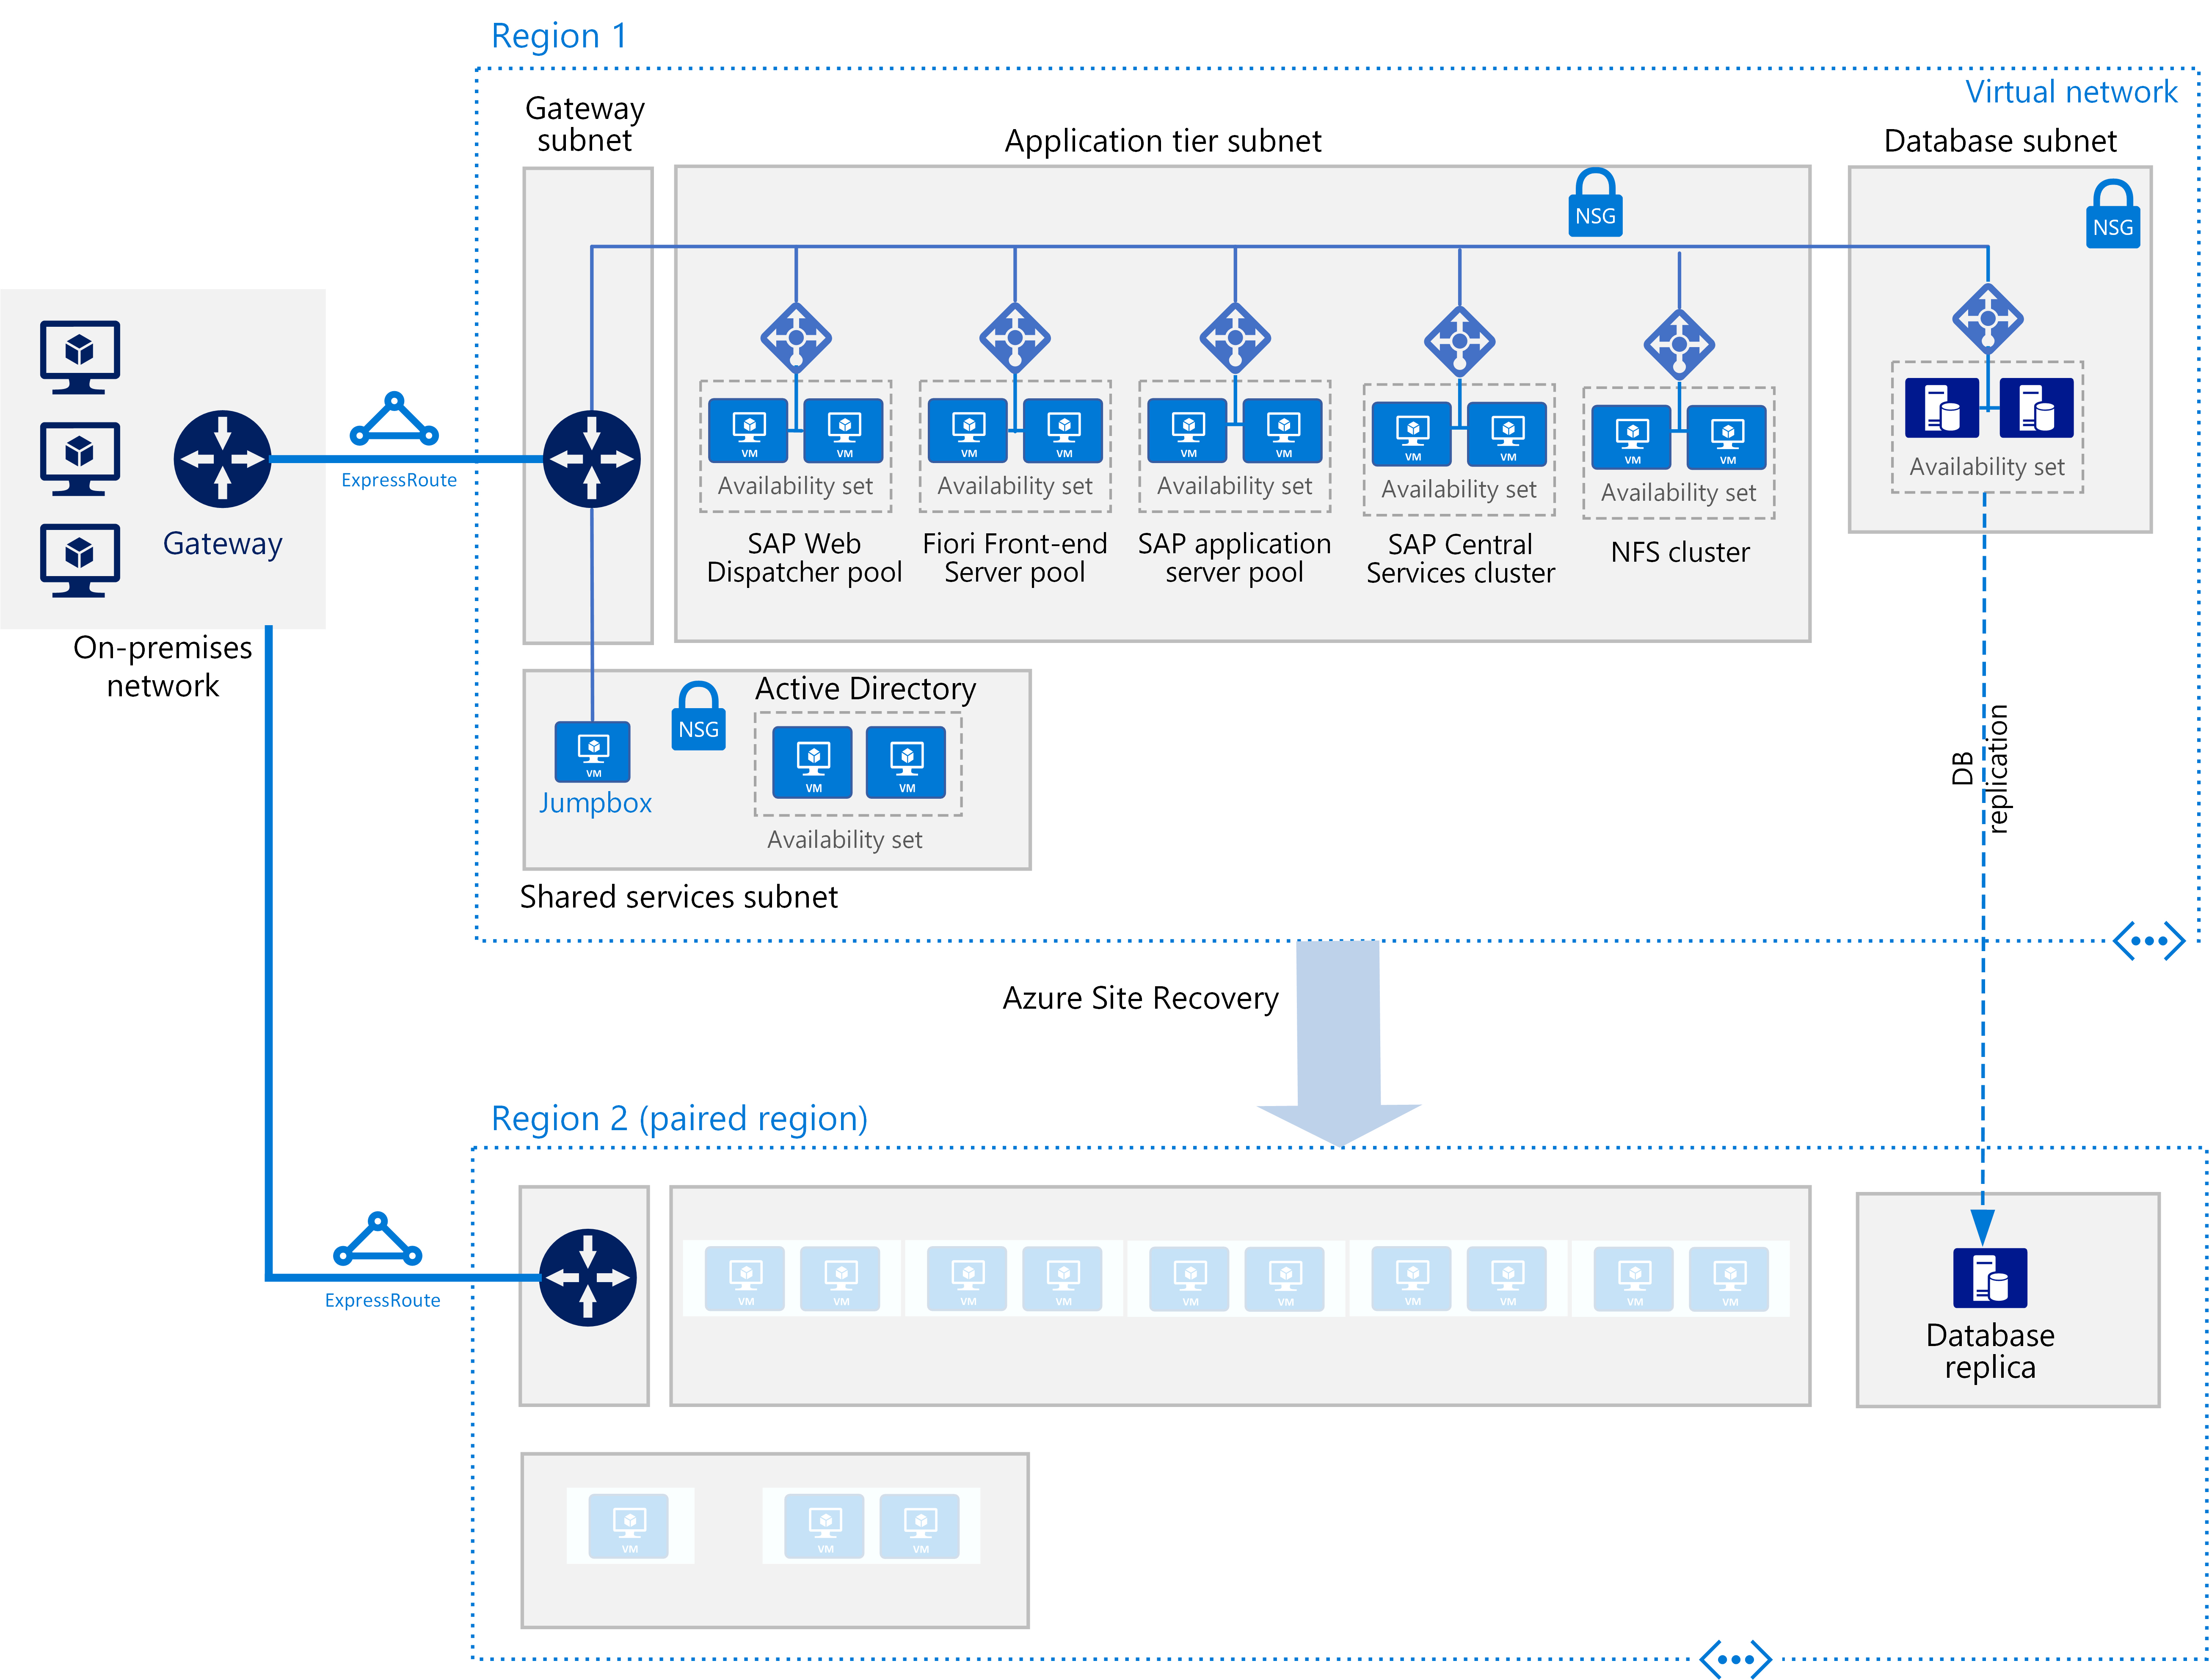 Region 1
Virtual network
Gateway
subnet
Application tier subnet
Database subnet
NSG
NSG
VM
VM
VM
VM
VM
VM
VM
VM
VM
VM
Availability set
Availability set
Availability set
Availability set
Availability set
Availability set
SAP Web
Dispatcher pool
Fiori Front-end
Server pool
SAP application
server pool
SAP Central
Services cluster
NFS cluster
ExpressRoute
Gateway
On-premises
network
Active Directory
NSG
VM
VM
VM
Jumpbox
Availability set
Shared services subnet
DB
replication
Azure Site Recovery
Region 2 (paired region)
ExpressRoute
VM
VM
VM
VM
VM
VM
VM
VM
VM
VM
Database
replica
VM
VM
VM